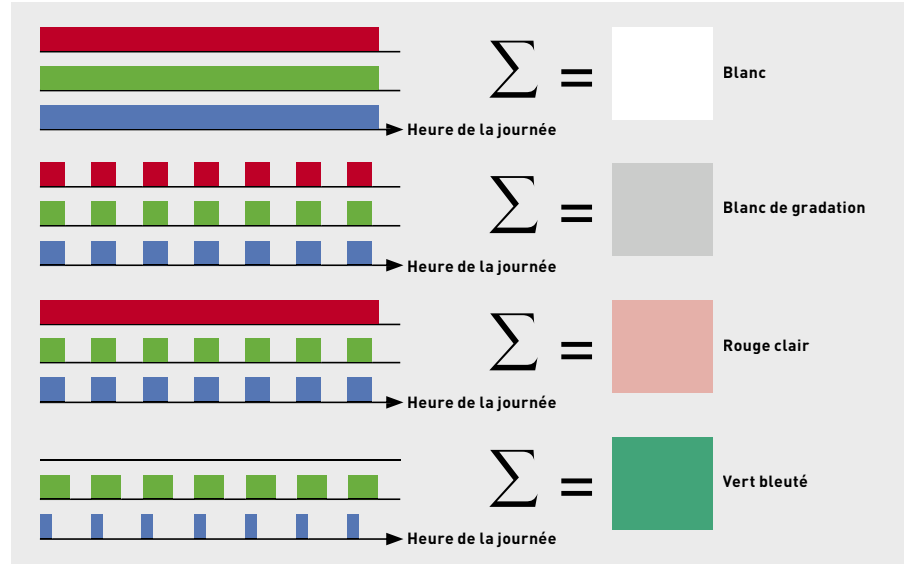 ∑ = Blanc
Heure de la journée
∑ = Blanc de gradation
Heure de la journée
∑ = Rouge clair
Heure de la journée
∑ = Vert bleuté
Heure de la journée